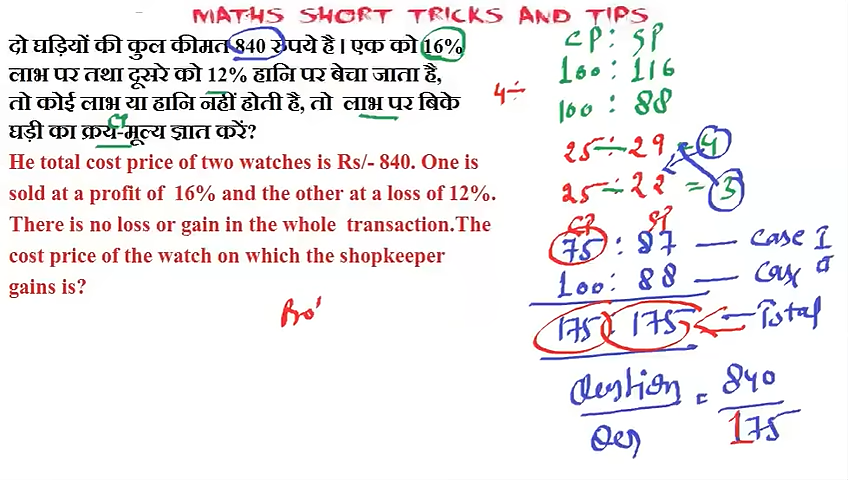 MATHS SHORT TRICKS AND TIPS
दो घड़ियों की कुल कीमत 840 रुपये है। एक को 16%
लाभ पर तथा दूसरे को 12% हानि पर बेचा जाता है,
तो कोई लाभ या हानि नहीं होती है, तो लाभ पर बिके
घड़ी का क्रय-मूल्य ज्ञात करें?
He total cost price of two watches is Rs/- 840. One is
sold at a profit of 16% and the other at a loss of 12%.
There is no loss or gain in the whole transaction.The
cost price of the watch on which the shopkeeper
gains is?
CP : SP
100 : 116
4÷
100 : 88
25 ÷ 29 = 4
25 ÷ 22 = 3
CP SP
75 : 87 — Case I
100 : 88 — Case II
175 : 175 — Total
Question = 840
175